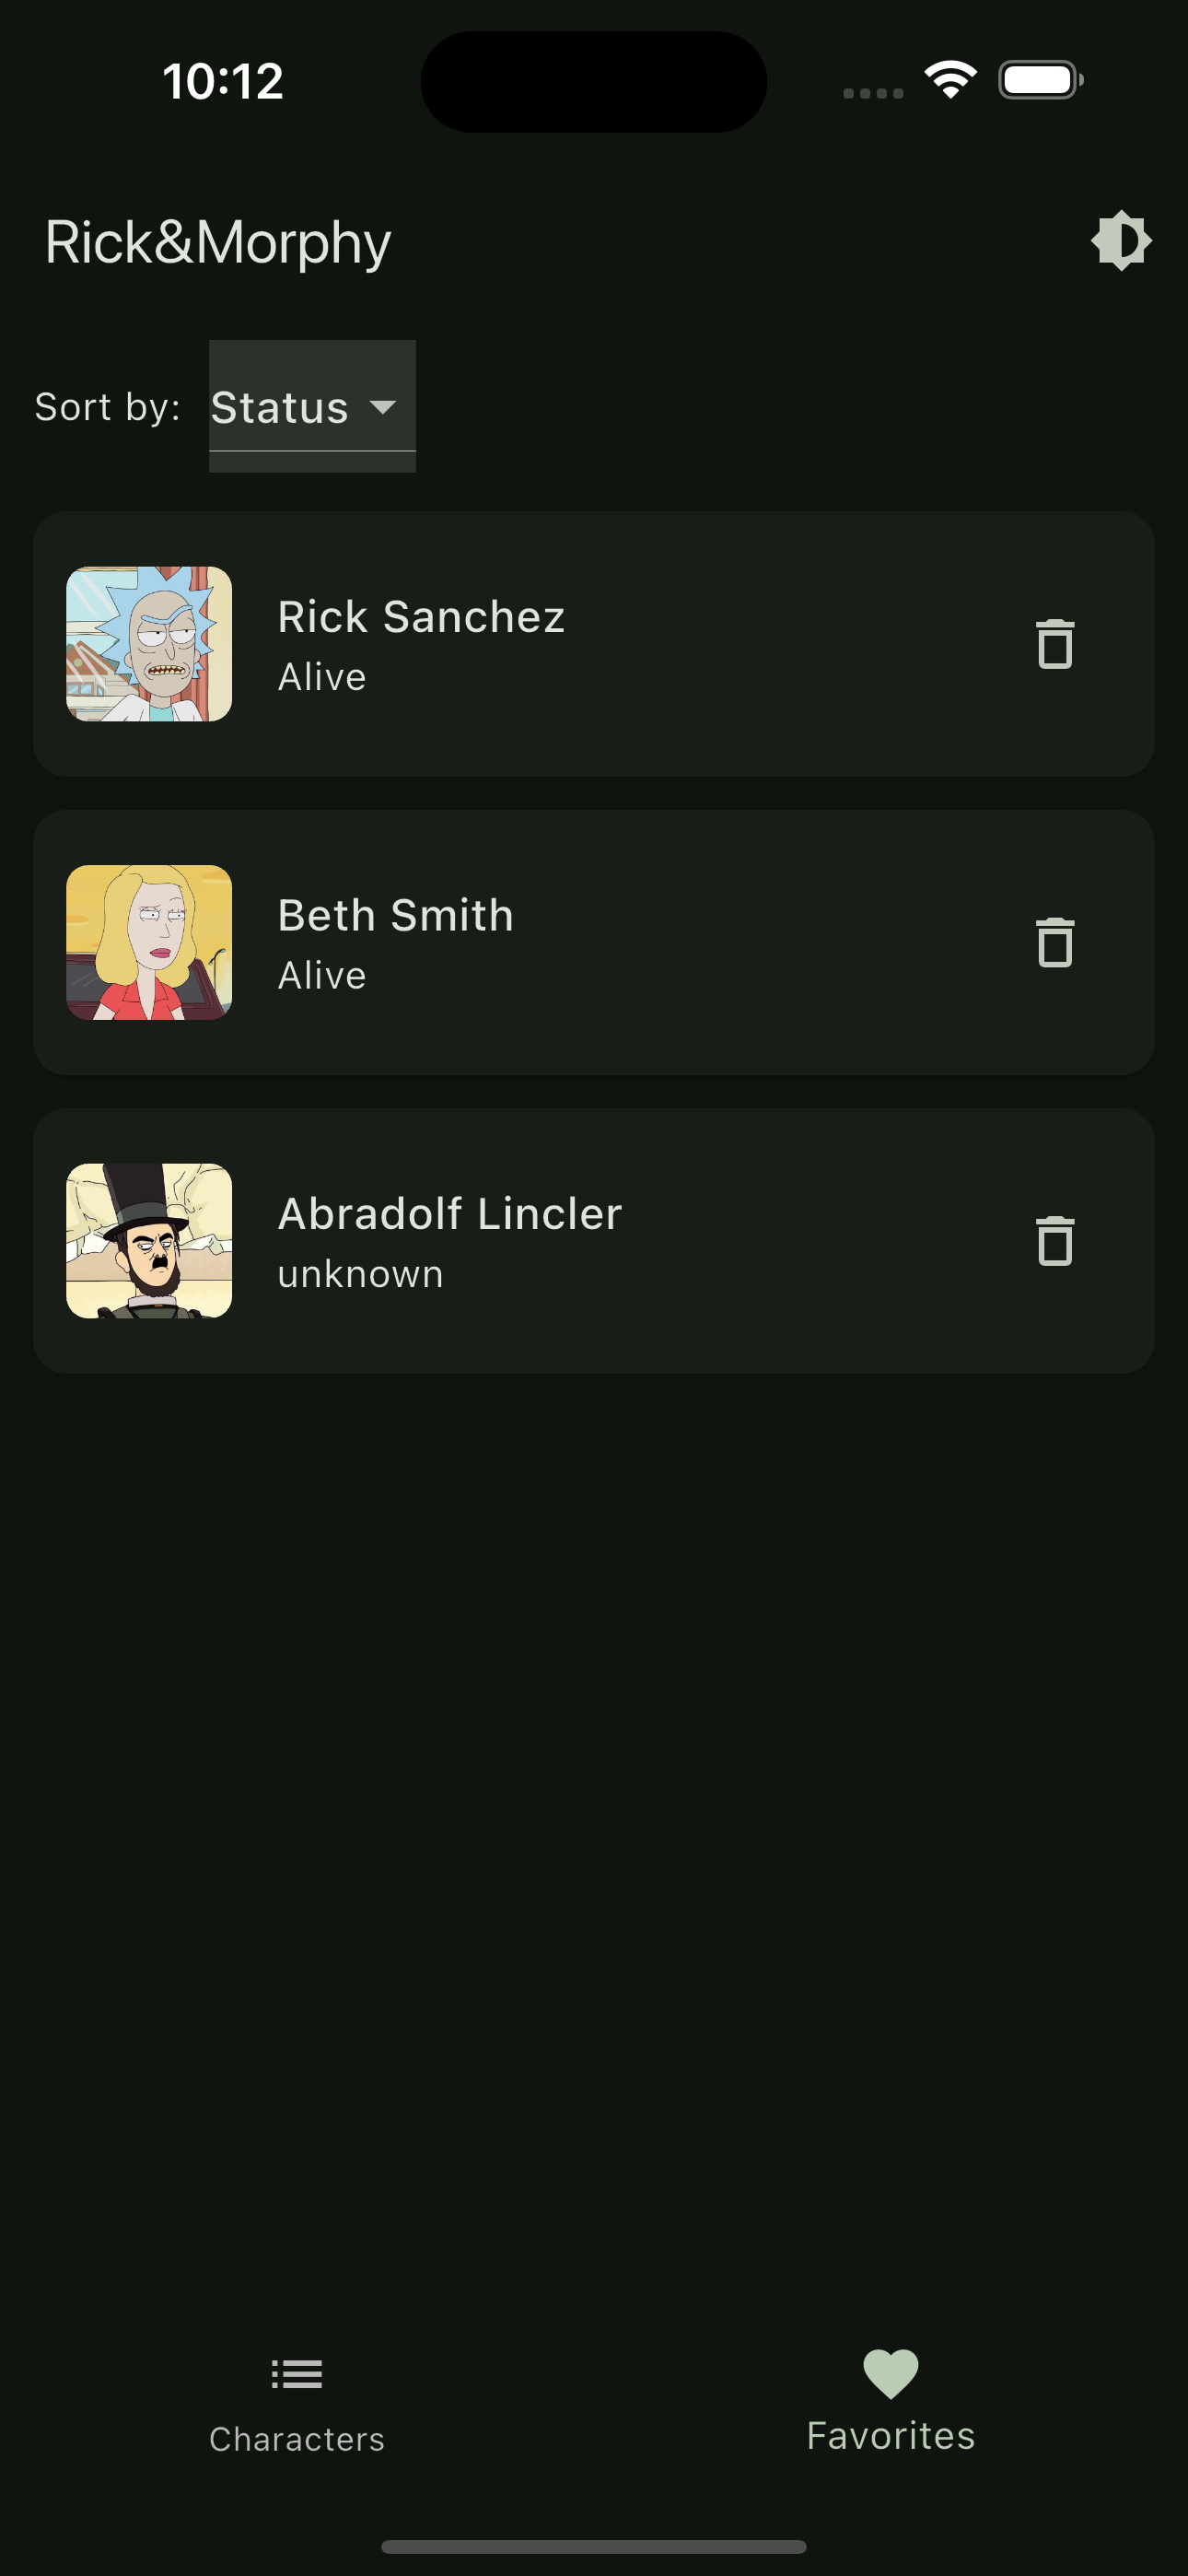 10:12
Rick&Morphy
Sort by: Status
Rick Sanchez
Alive
Beth Smith
Alive
Abradolf Lincler
unknown
Characters
Favorites